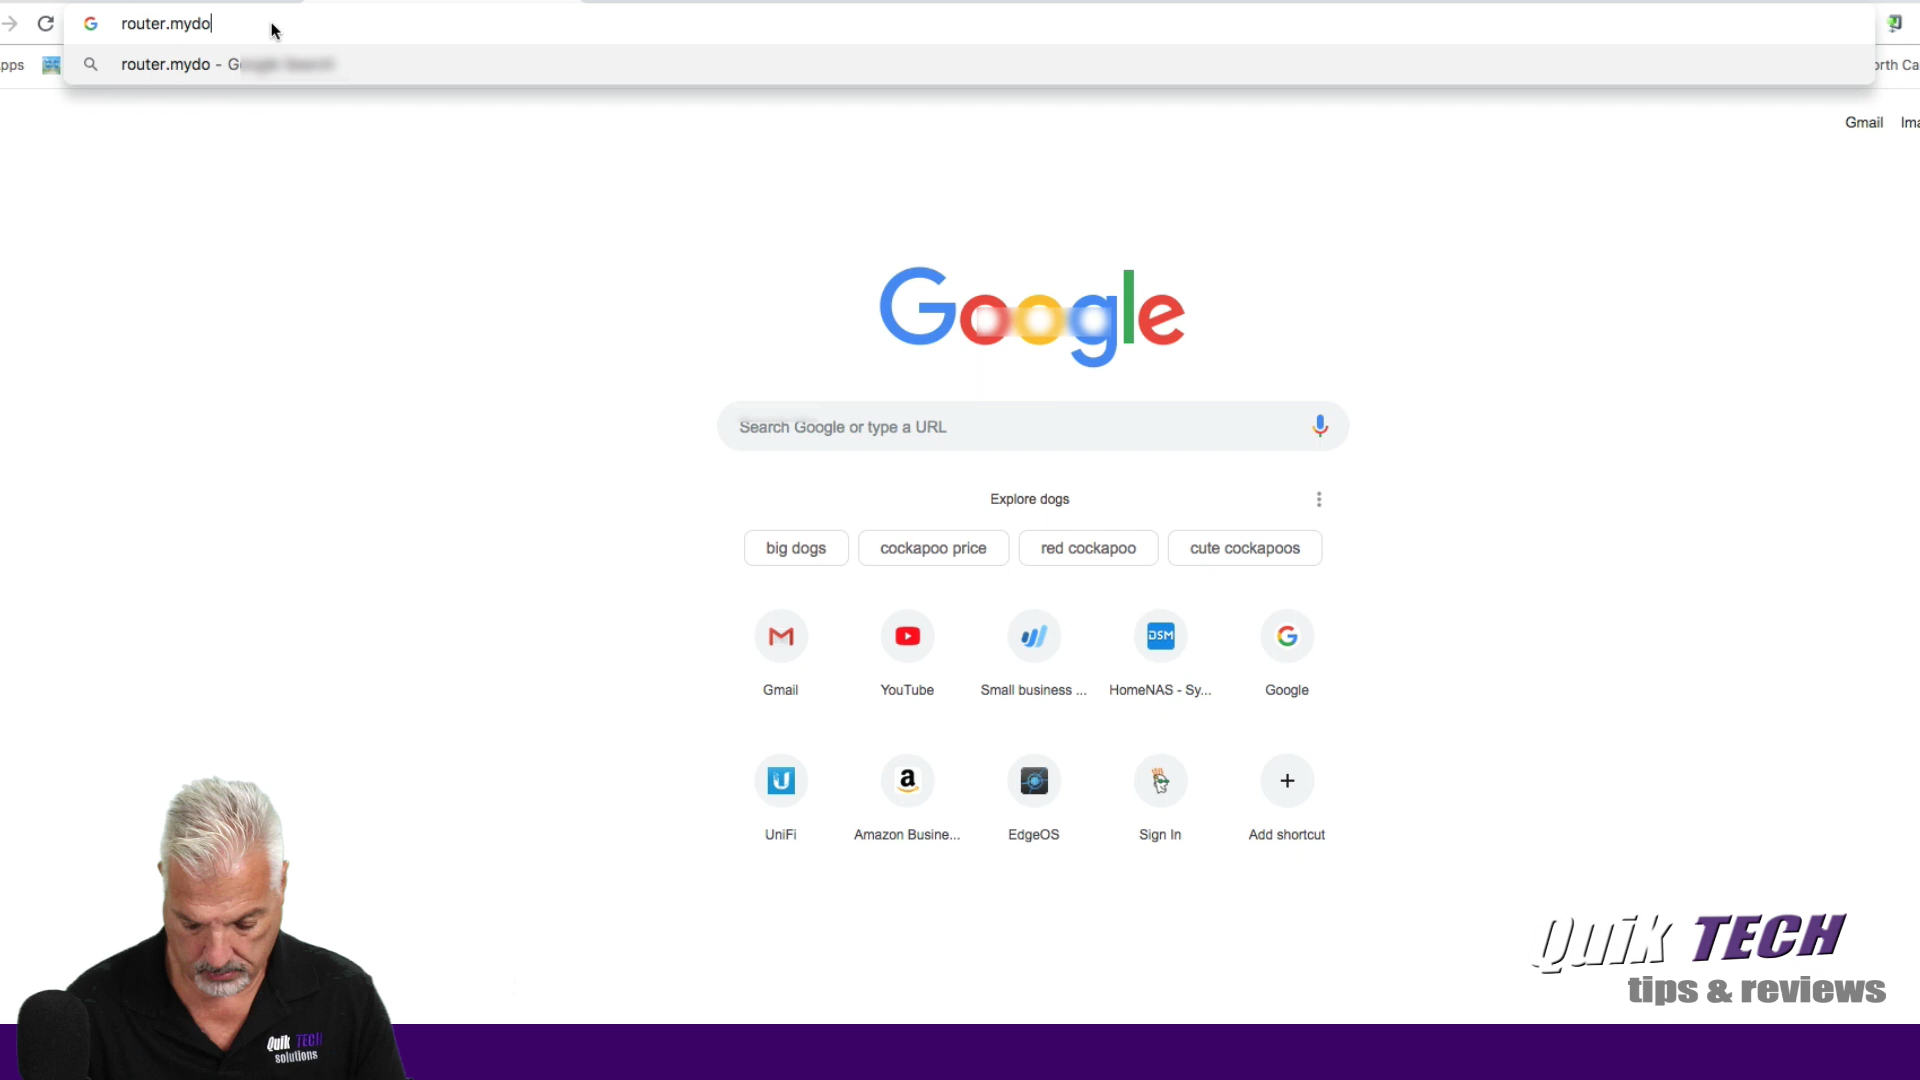 router.mydo
router.mydo -
pps
orth Ca
Gmail Ima
Google
Search Google or type a URL
Explore dogs
big dogs cockapoo price red cockapoo cute cockapoos
DSM
Gmail YouTube Small business ... HomeNAS - Sy... Google
UniFi Amazon Busine... EdgeOS Sign In Add shortcut
Quik TECH
tips & reviews
Quik TECH
solutions